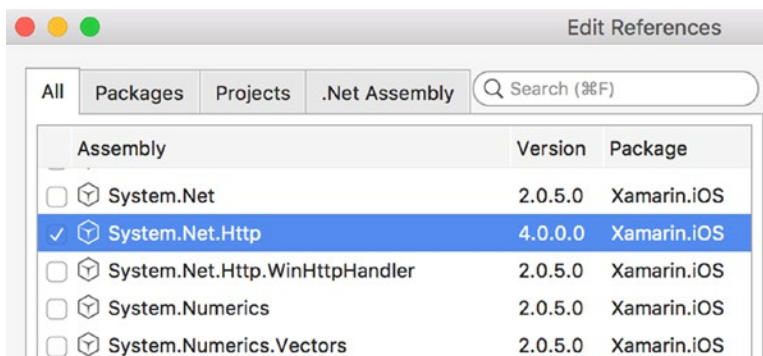 Edit References
All Packages Projects .Net Assembly Search (⌘F)
Assembly Version Package
System.Net 2.0.5.0 Xamarin.iOS
System.Net.Http 4.0.0.0 Xamarin.iOS
System.Net.Http.WinHttpHandler 2.0.5.0 Xamarin.iOS
System.Numerics 2.0.5.0 Xamarin.iOS
System.Numerics.Vectors 2.0.5.0 Xamarin.iOS